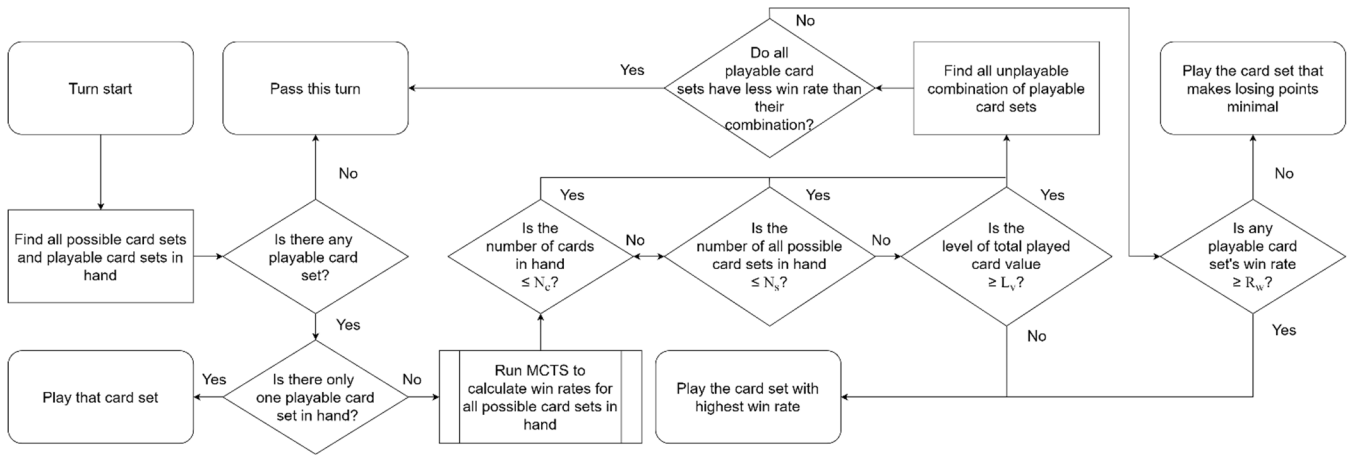 Turn start
Pass this turn
Yes
No
Do all
playable card
sets have less win rate than
their
combination?
Find all unplayable
combination of playable
card sets
Play the card set that
makes losing points
minimal
No
Yes
Yes
Yes
No
Find all possible card sets
and playable card sets in
hand
Is there any
playable card
set?
Is the
number of cards
in hand
≤ Nc?
No
Is the
number of all possible
card sets in hand
≤ Ns?
No
Is the
level of total played
card value
≥ Lv?
Is any
playable card
set's win rate
≥ Rw?
Yes
No
Yes
Play that card set
Yes
Is there only
one playable card
set in hand?
No
Run MCTS to
calculate win rates for
all possible card sets in
hand
Play the card set with
highest win rate